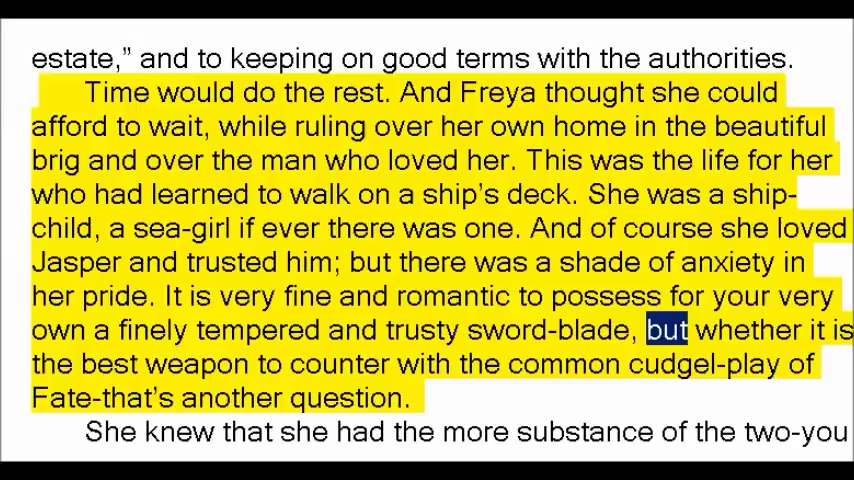 estate,” and to keeping on good terms with the authorities.
Time would do the rest. And Freya thought she could
afford to wait, while ruling over her own home in the beautiful
brig and over the man who loved her. This was the life for her
who had learned to walk on a ship’s deck. She was a ship-
child, a sea-girl if ever there was one. And of course she loved
Jasper and trusted him; but there was a shade of anxiety in
her pride. It is very fine and romantic to possess for your very
own a finely tempered and trusty sword-blade, but whether it is
the best weapon to counter with the common cudgel-play of
Fate-that’s another question.
She knew that she had the more substance of the two-you